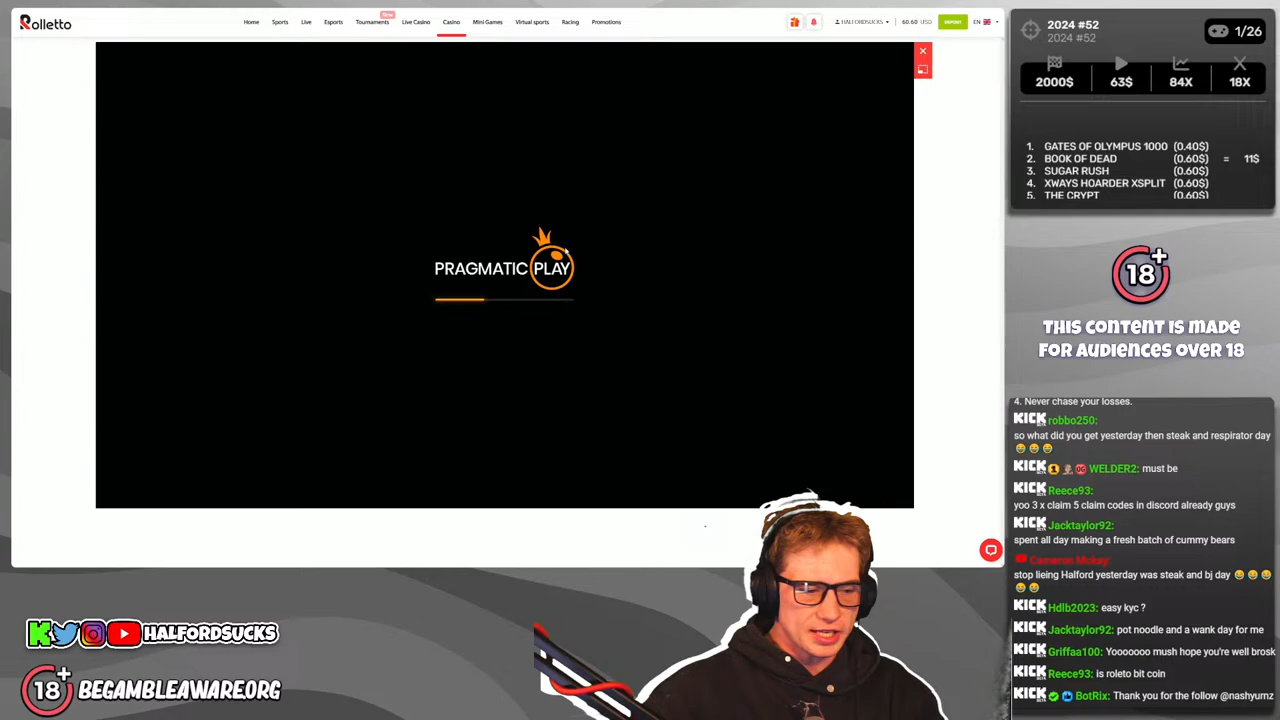 Rolletto
Home Sports Live Esports Tournaments New Live Casino Casino Mini Games Virtual sports Racing Promotions
HALFORDSUCKS 60.60 USD DEPOSIT EN
PRAGMATIC PLAY
2024 #52
2024 #52
1/26
2000$ 63$ 84X 18X
1. GATES OF OLYMPUS 1000 (0.40$)
2. BOOK OF DEAD (0.60$) = 11$
3. SUGAR RUSH (0.60$)
4. XWAYS HOARDER XSPLIT (0.60$)
5. THE CRYPT (0.60$)
18+
THIS CONTENT IS MADE
FOR AUDIENCES OVER 18
4. Never chase your losses.
KICK robbo250:
so what did you get yesterday then steak and respirator day
KICK OG WELDER2: must be
KICK Reece93:
yoo 3 x claim 5 claim codes in discord already guys
KICK Jacktaylor92:
spent all day making a fresh batch of cummy bears
Cameron Mckay:
stop lieing Halford yesterday was steak and bj day
KICK Hdlb2023: easy kyc ?
KICK Jacktaylor92: pot noodle and a wank day for me
KICK Griffaa100: Yooooooo mush hope you're well brosk
KICK Reece93: is roleto bit coin
KICK BotRix: Thank you for the follow @nashyumz
K HALFORDSUCKS
18+ BEGAMBLEAWARE.ORG